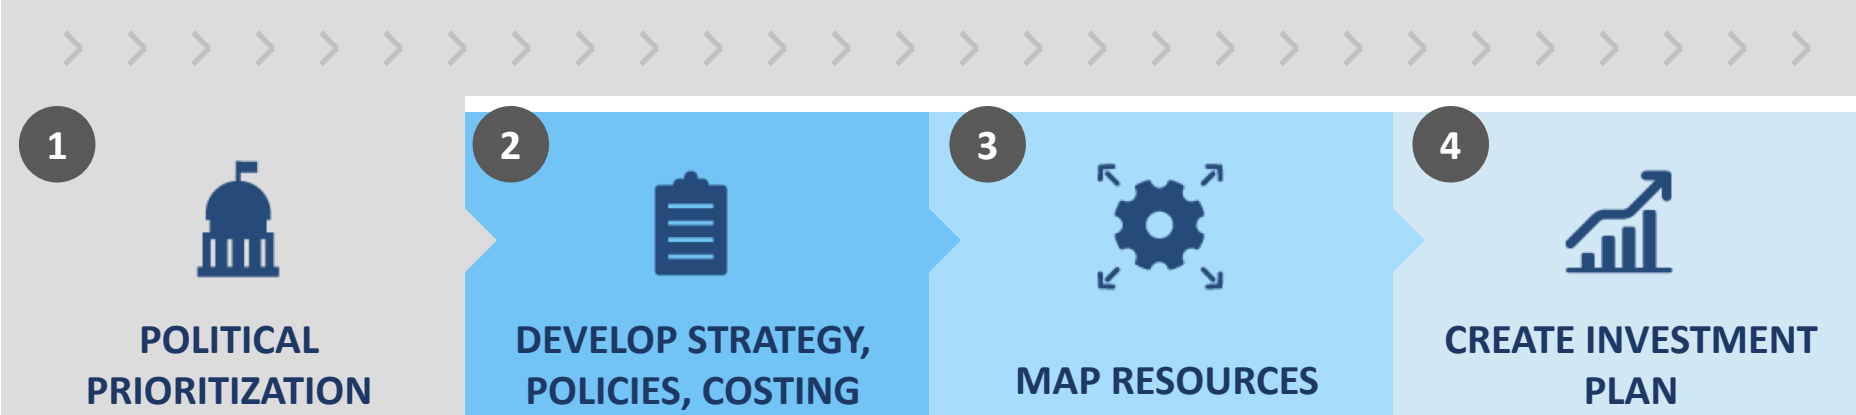 1
POLITICAL
PRIORITIZATION
2
DEVELOP STRATEGY,
POLICIES, COSTING
3
MAP RESOURCES
4
CREATE INVESTMENT
PLAN